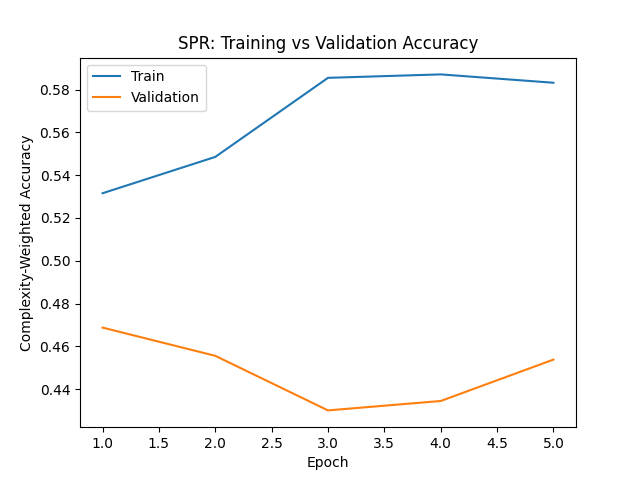 SPR: Training vs Validation Accuracy
Train
Validation
Complexity-Weighted Accuracy
0.58
0.56
0.54
0.52
0.50
0.48
0.46
0.44
1.0 1.5 2.0 2.5 3.0 3.5 4.0 4.5 5.0
Epoch